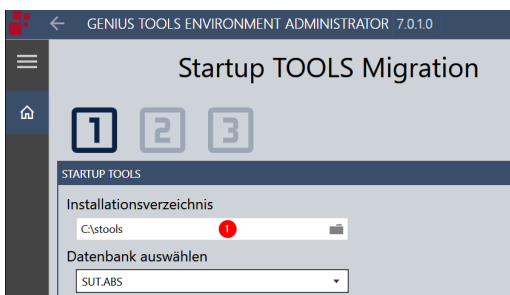 GENIUS TOOLS ENVIRONMENT ADMINISTRATOR 7.0.1.0
Startup TOOLS Migration
1 2 3
STARTUP TOOLS
Installationsverzeichnis
C:\stools 1
Datenbank auswählen
SUT.ABS